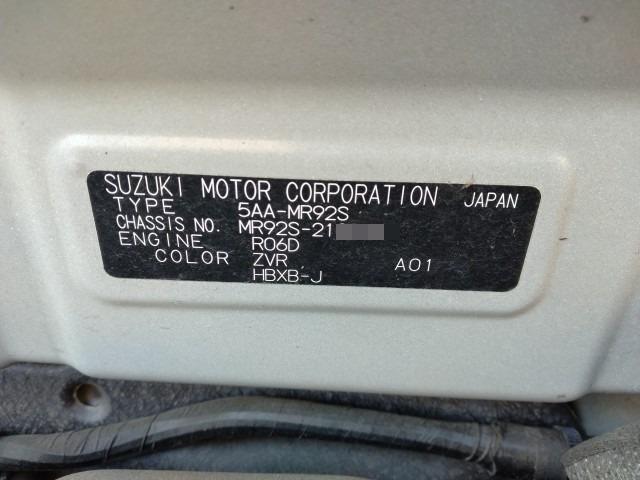 SUZUKI MOTOR CORPORATION JAPAN
TYPE 5AA-MR92S
CHASSIS NO. MR92S-21
ENGINE R06D
COLOR ZVR A01
HBXB-J